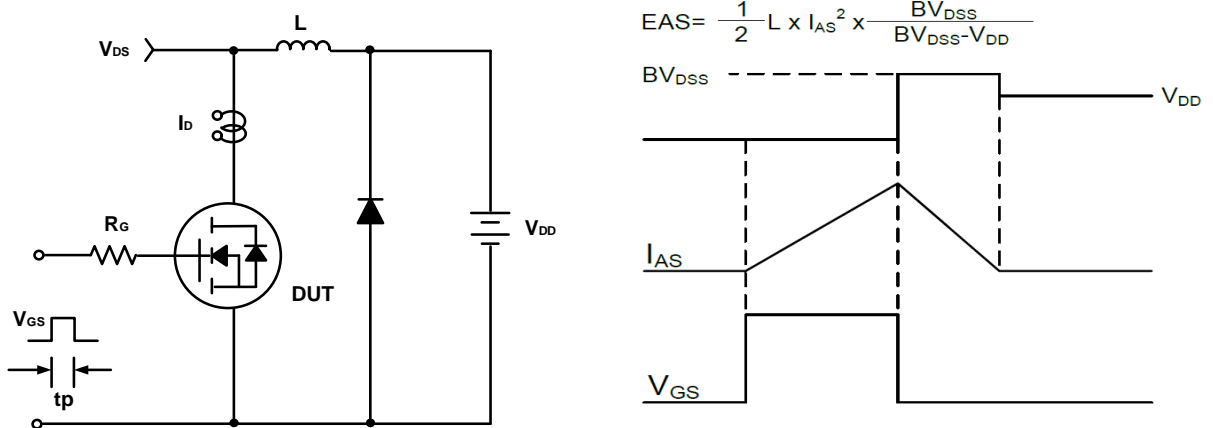 L
VDS
ID
RG
VDD
DUT
VGS
tp
EAS= 1/2 L x IAS² x BVDSS/BVDSS-VDD
BVDSS
VDD
IAS
VGS